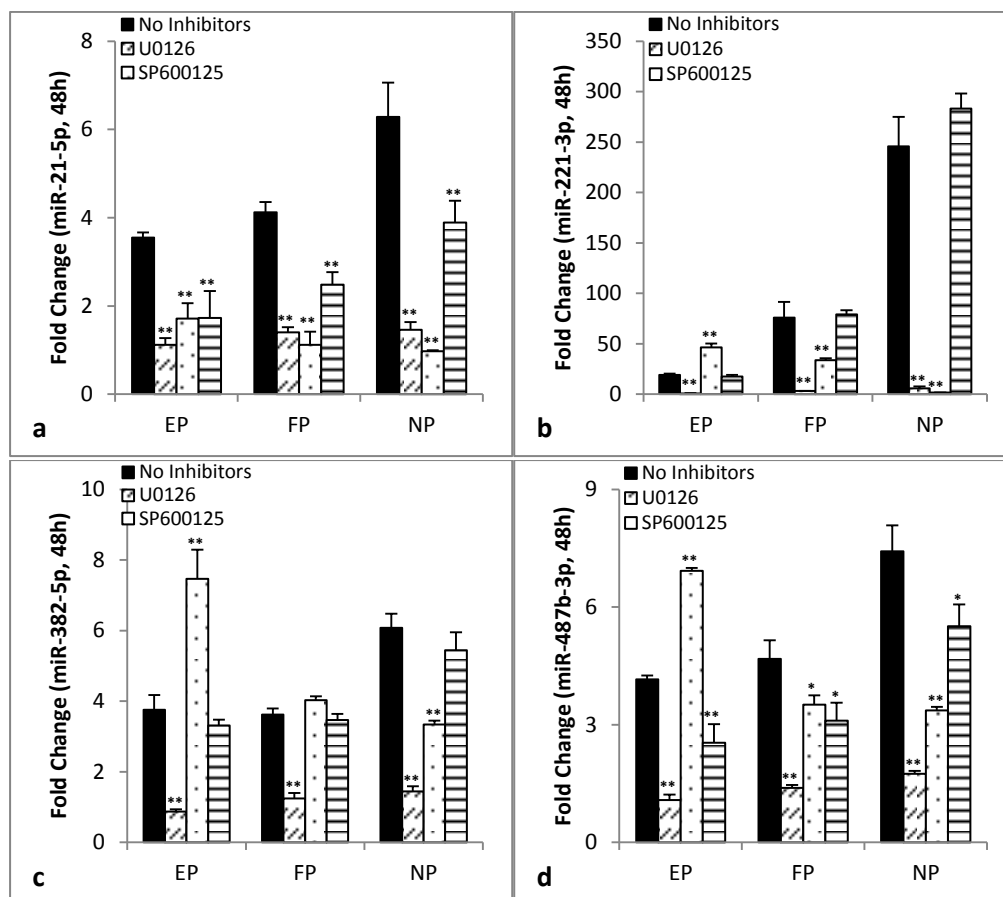 No Inhibitors
U0126
SP600125
Fold Change (miR-21-5p, 48h)
8
6
4
2
0
** ** **
** ** **
** ** **
EP FP NP
a
No Inhibitors
U0126
SP600125
Fold Change (miR-221-3p, 48h)
350
300
250
200
150
100
50
0
** **
** **
** **
EP FP NP
b
No Inhibitors
U0126
SP600125
Fold Change (miR-382-5p, 48h)
10
8
6
4
2
0
** **
**
** **
EP FP NP
c
No Inhibitors
U0126
SP600125
Fold Change (miR-487b-3p, 48h)
9
6
3
0
** ** **
** * *
** ** *
EP FP NP
d